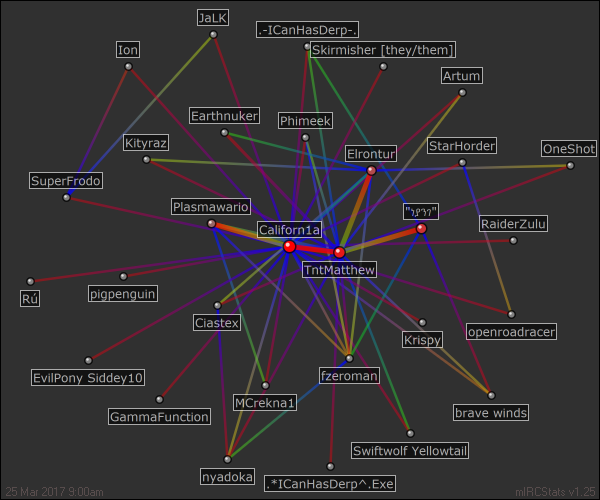 JaLK
.-ICanHasDerp-.
Ion
Skirmisher [they/them]
Artum
Earthnuker
Phimeek
Kityraz
Elrontur
StarHorder
OneShot
SuperFrodo
Plasmawario
Californ1a
RaiderZulu
TntMatthew
Rú
pigpenguin
Ciastex
Krispy
openroadracer
EvilPony Siddey10
fzeroman
GammaFunction
MCrekna1
brave winds
Swiftwolf Yellowtail
nyadoka
.*ICanHasDerp^.Exe
25 Mar 2017 9:00am
mIRCStats v1.25